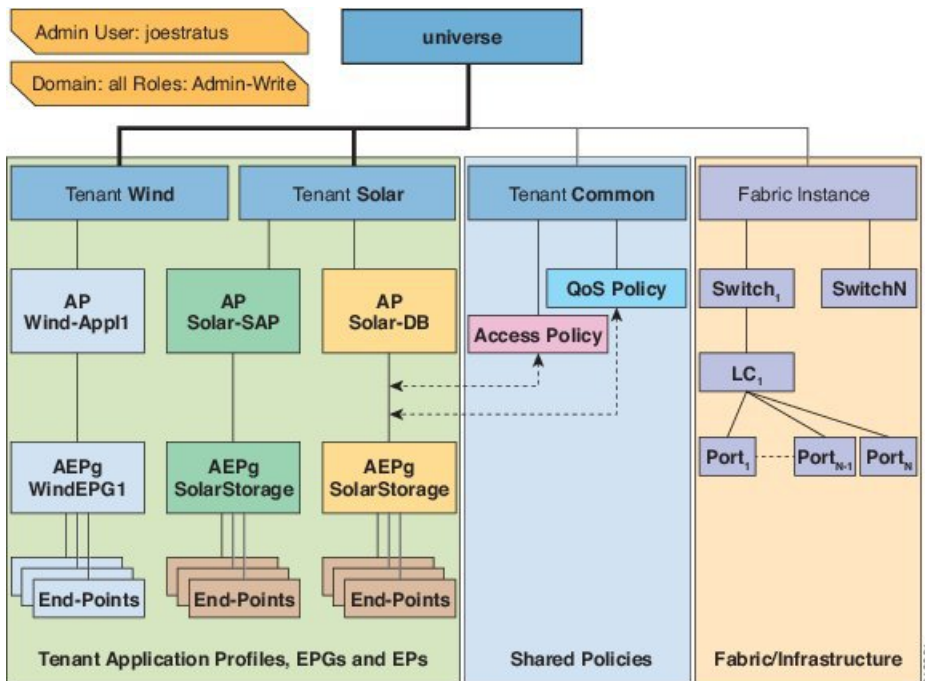 Admin User: joestratus
Domain: all Roles: Admin-Write
universe
Tenant Wind
Tenant Solar
Tenant Common
Fabric Instance
AP
Wind-Appl1
AP
Solar-SAP
AP
Solar-DB
QoS Policy
Access Policy
Switch₁
SwitchN
LC₁
AEPg
WindEPG1
AEPg
SolarStorage
AEPg
SolarStorage
Port₁
Port_N-1
Port_N
End-Points
End-Points
End-Points
Tenant Application Profiles, EPGs and EPs
Shared Policies
Fabric/Infrastructure